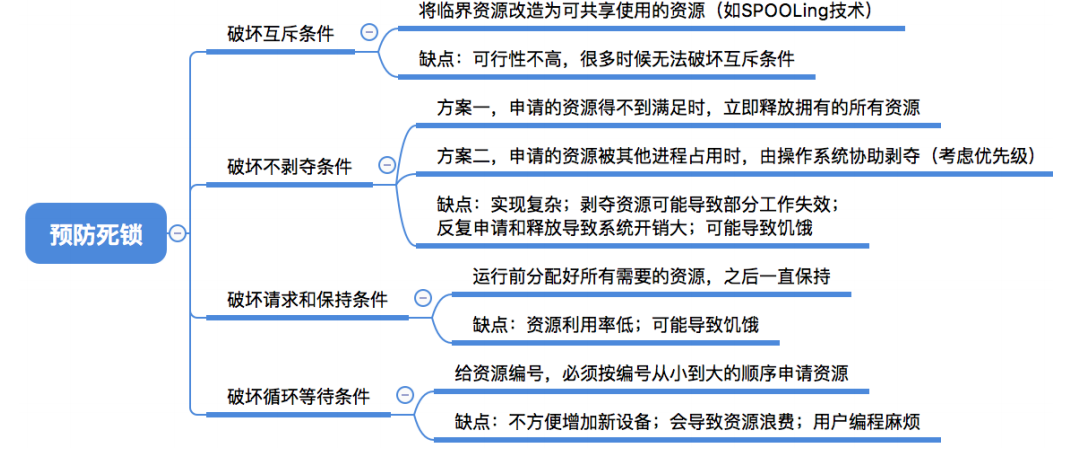 预防死锁
破坏互斥条件
将临界资源改造为可共享使用的资源（如SPOOLing技术）
缺点：可行性不高，很多时候无法破坏互斥条件
破坏不剥夺条件
方案一，申请的资源得不到满足时，立即释放拥有的所有资源
方案二，申请的资源被其他进程占用时，由操作系统协助剥夺（考虑优先级）
缺点：实现复杂；剥夺资源可能导致部分工作失效；
反复申请和释放导致系统开销大；可能导致饥饿
破坏请求和保持条件
运行前分配好所有需要的资源，之后一直保持
缺点：资源利用率低；可能导致饥饿
破坏循环等待条件
给资源编号，必须按编号从小到大的顺序申请资源
缺点：不方便增加新设备；会导致资源浪费；用户编程麻烦